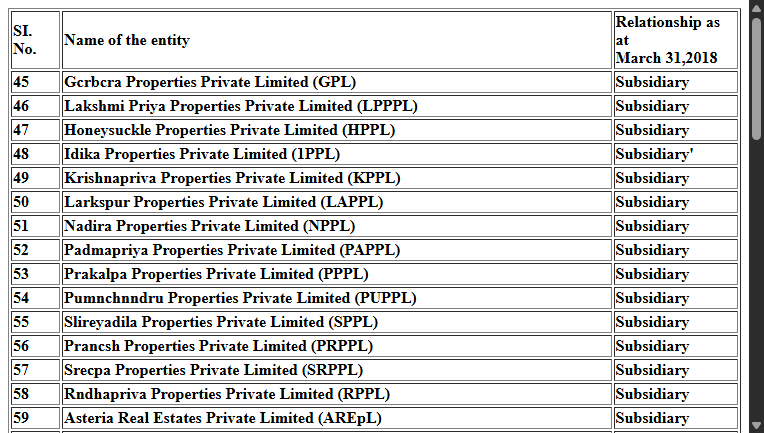 SI. No. Name of the entity Relationship as at March 31,2018
45 Gcrbcra Properties Private Limited (GPL) Subsidiary
46 Lakshmi Priya Properties Private Limited (LPPPL) Subsidiary
47 Honeysuckle Properties Private Limited (HPPL) Subsidiary
48 Idika Properties Private Limited (1PPL) Subsidiary'
49 Krishnapriva Properties Private Limited (KPPL) Subsidiary
50 Larkspur Properties Private Limited (LAPPL) Subsidiary
51 Nadira Properties Private Limited (NPPL) Subsidiary
52 Padmapriya Properties Private Limited (PAPPL) Subsidiary
53 Prakalpa Properties Private Limited (PPPL) Subsidiary
54 Pumnchnndru Properties Private Limited (PUPPL) Subsidiary
55 Slireyadila Properties Private Limited (SPPL) Subsidiary
56 Prancsh Properties Private Limited (PRPPL) Subsidiary
57 Srecpa Properties Private Limited (SRPPL) Subsidiary
58 Rndhapriva Properties Private Limited (RPPL) Subsidiary
59 Asteria Real Estates Private Limited (AREpL) Subsidiary